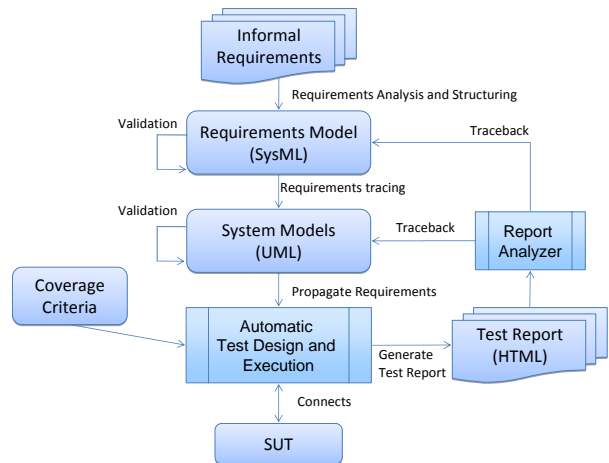 Informal
Requirements
Requirements Analysis and Structuring
Validation
Requirements Model
(SysML)
Traceback
Requirements tracing
Validation
System Models
(UML)
Traceback
Report
Analyzer
Coverage
Criteria
Propagate Requirements
Automatic
Test Design and
Execution
Generate
Test Report
Test Report
(HTML)
Connects
SUT